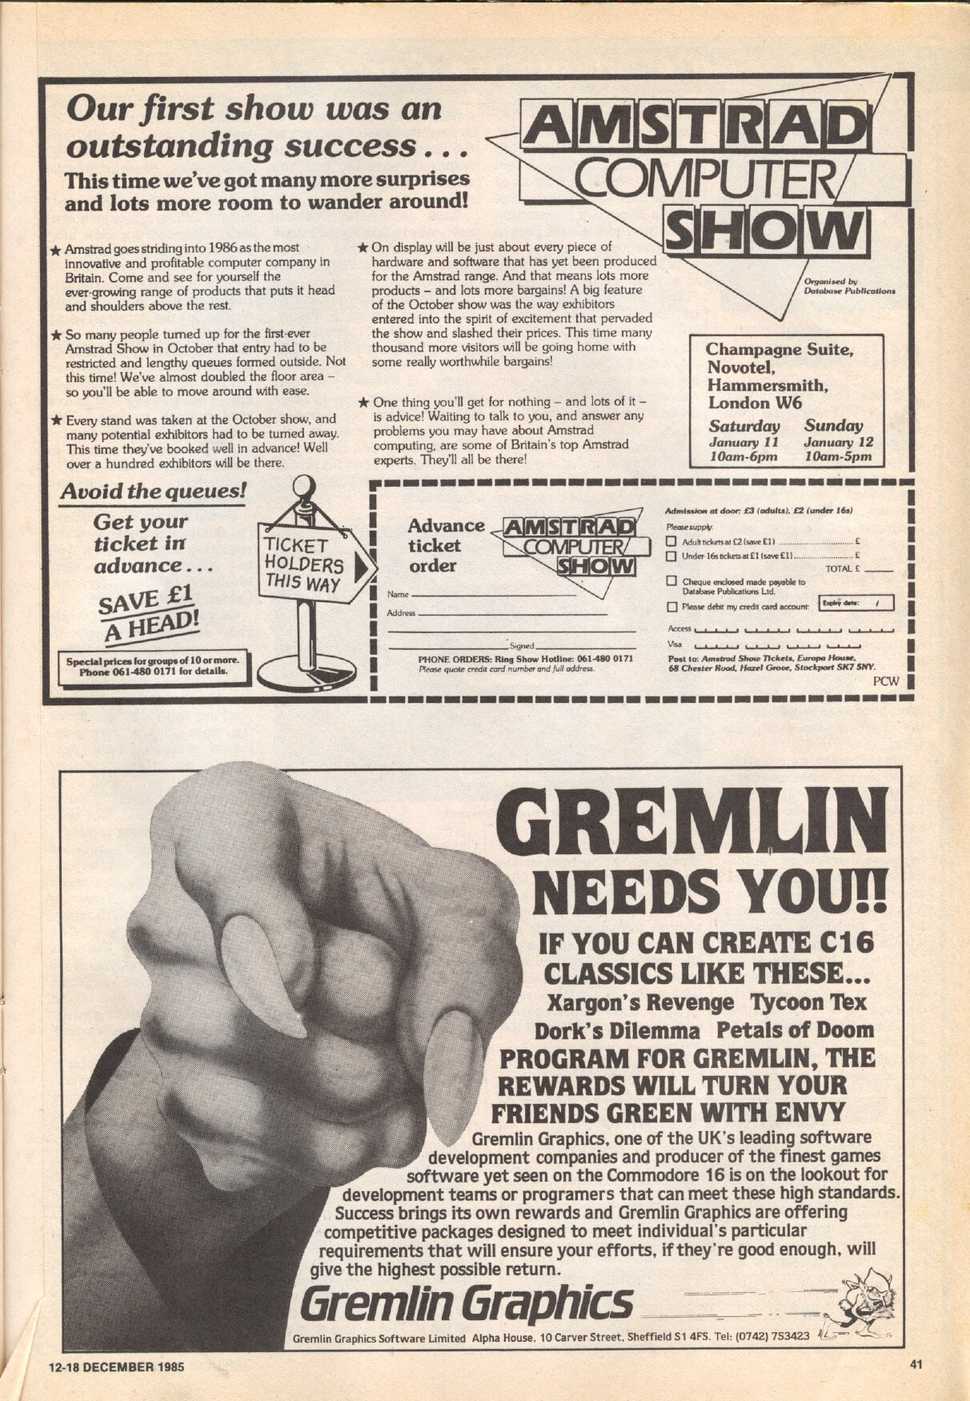 Our first show was an
outstanding success . . .
This time we've got many more surprises
and lots more room to wander around!
AMSTRAD
COMPUTER
SHOW
Organised by
Database Publications
★ Amstrad goes striding into 1986 as the most
innovative and profitable computer company in
Britain. Come and see for yourself the
ever-growing range of products that puts it head
and shoulders above the rest.
★ So many people turned up for the first-ever
Amstrad Show in October that entry had to be
restricted and lengthy queues formed outside. Not
this time! We've almost doubled the floor area –
so you'll be able to move around with ease.
★ Every stand was taken at the October show, and
many potential exhibitors had to be turned away.
This time they've booked well in advance! Well
over a hundred exhibitors will be there.
★ On display will be just about every piece of
hardware and software that has yet been produced
for the Amstrad range. And that means lots more
products – and lots more bargains! A big feature
of the October show was the way exhibitors
entered into the spirit of excitement that pervaded
the show and slashed their prices. This time many
thousand more visitors will be going home with
some really worthwhile bargains!
★ One thing you'll get for nothing – and lots of it –
is advice! Waiting to talk to you, and answer any
problems you may have about Amstrad
computing, are some of Britain's top Amstrad
experts. They'll all be there!
Champagne Suite,
Novotel,
Hammersmith,
London W6
Saturday Sunday
January 11 January 12
10am-6pm 10am-5pm
Avoid the queues!
Get your
ticket in
advance . . .
SAVE £1
A HEAD!
Special prices for groups of 10 or more.
Phone 061-480 0171 for details.
TICKET
HOLDERS
THIS WAY
Advance
ticket
order
AMSTRAD
COMPUTER
SHOW
Name
Address
Signed
PHONE ORDERS: Ring Show Hotline: 061-480 0171
Please quote credit card number and full address.
Admission at door: £3 (adults), £2 (under 16s)
Please supply:
Adult tickets at £2 (save £1) £
Under-16s tickets at £1 (save £1) £
TOTAL £
Cheque enclosed made payable to
Database Publications Ltd.
Please debit my credit card account: Expiry date: /
Access
Visa
Post to: Amstrad Show Tickets, Europa House,
68 Chester Road, Hazel Grove, Stockport SK7 5NY.
PCW
GREMLIN
NEEDS YOU!!
IF YOU CAN CREATE C16
CLASSICS LIKE THESE...
Xargon's Revenge Tycoon Tex
Dork's Dilemma Petals of Doom
PROGRAM FOR GREMLIN, THE
REWARDS WILL TURN YOUR
FRIENDS GREEN WITH ENVY
Gremlin Graphics, one of the UK's leading software
development companies and producer of the finest games
software yet seen on the Commodore 16 is on the lookout for
development teams or programers that can meet these high standards.
Success brings its own rewards and Gremlin Graphics are offering
competitive packages designed to meet individual's particular
requirements that will ensure your efforts, if they're good enough, will
give the highest possible return.
Gremlin Graphics
Gremlin Graphics Software Limited Alpha House, 10 Carver Street, Sheffield S1 4FS. Tel: (0742) 753423
12-18 DECEMBER 1985
41